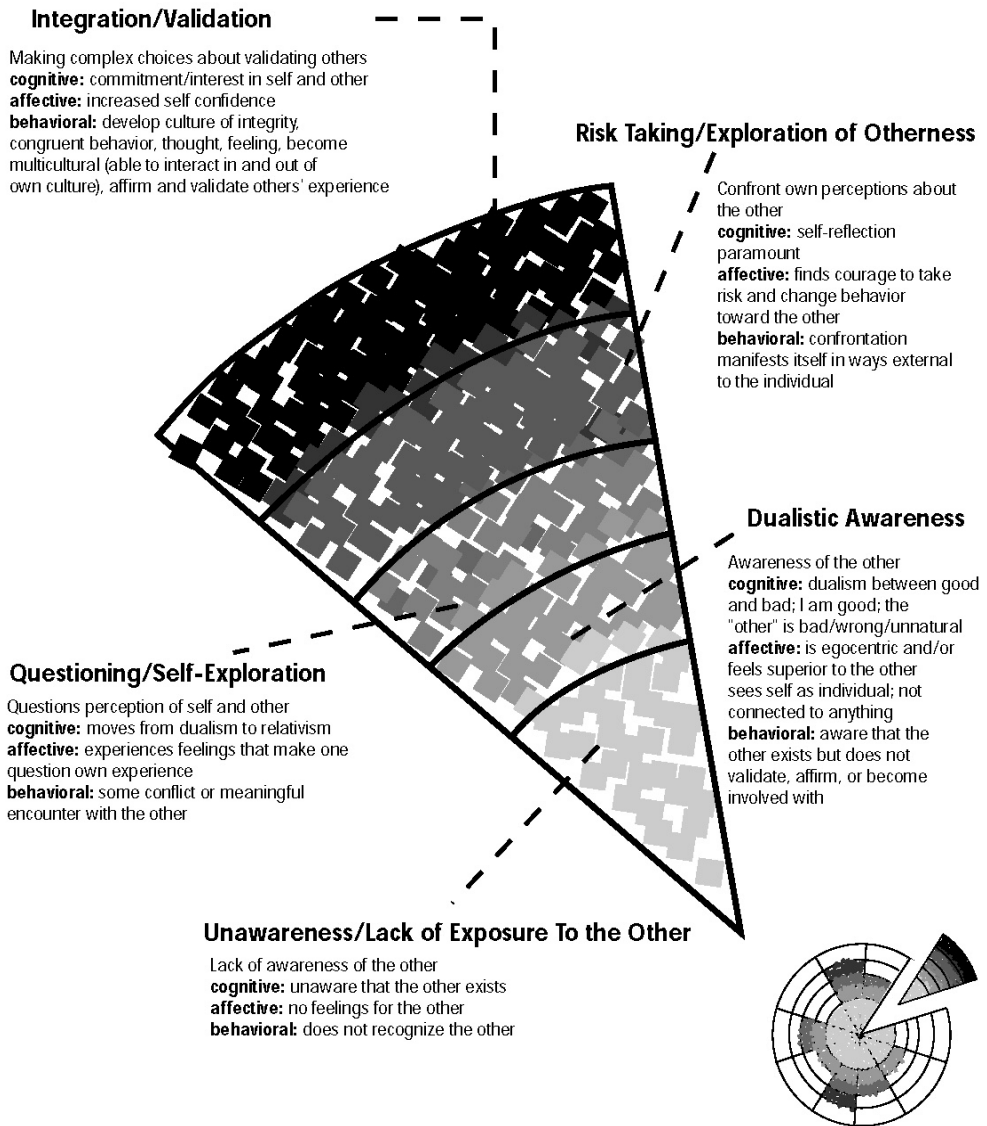 Integration/Validation
Making complex choices about validating others
cognitive: commitment/interest in self and other
affective: increased self confidence
behavioral: develop culture of integrity,
congruent behavior, thought, feeling, become
multicultural (able to interact in and out of
own culture), affirm and validate others' experience
Risk Taking/Exploration of Otherness
Confront own perceptions about
the other
cognitive: self-reflection
paramount
affective: finds courage to take
risk and change behavior
toward the other
behavioral: confrontation
manifests itself in ways external
to the individual
Dualistic Awareness
Awareness of the other
cognitive: dualism between good
and bad; I am good; the
"other" is bad/wrong/unnatural
affective: is egocentric and/or
feels superior to the other
sees self as individual; not
connected to anything
behavioral: aware that the
other exists but does not
validate, affirm, or become
involved with
Questioning/Self-Exploration
Questions perception of self and other
cognitive: moves from dualism to relativism
affective: experiences feelings that make one
question own experience
behavioral: some conflict or meaningful
encounter with the other
Unawareness/Lack of Exposure To the Other
Lack of awareness of the other
cognitive: unaware that the other exists
affective: no feelings for the other
behavioral: does not recognize the other